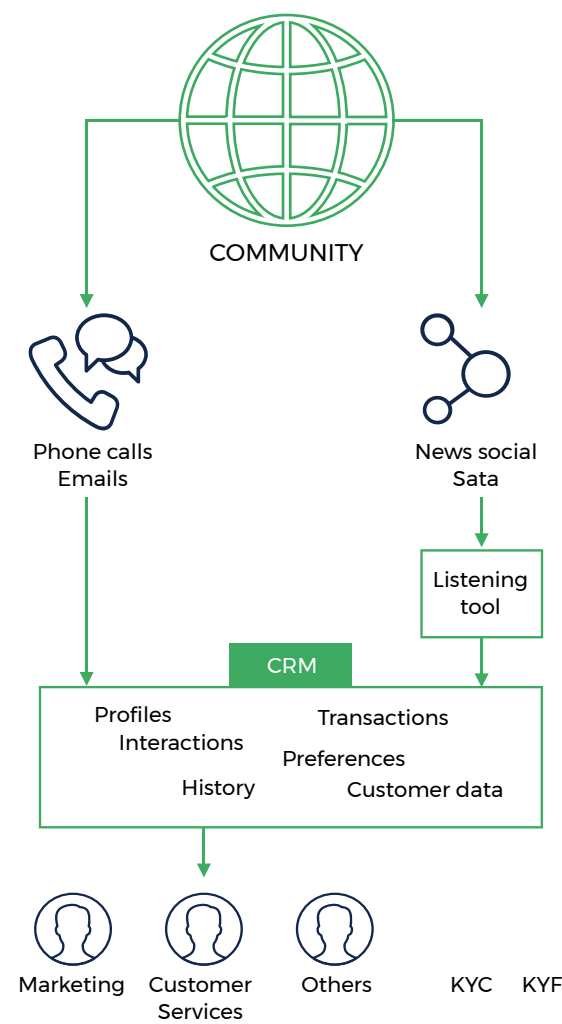 COMMUNITY
Phone calls
Emails
News social
Sata
Listening
tool
CRM
Profiles
Transactions
Interactions
Preferences
History
Customer data
Marketing
Customer
Services
Others
KYC
KYF